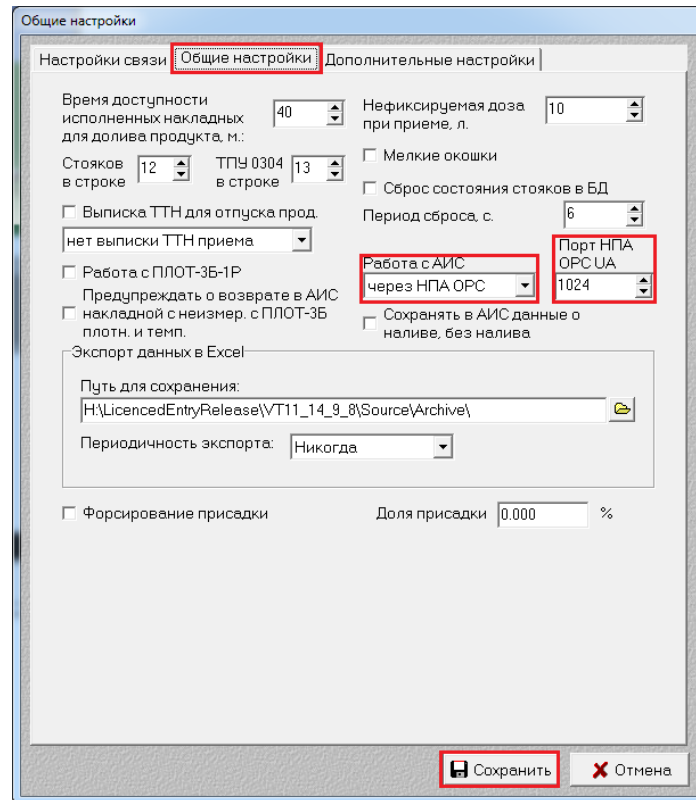 Общие настройки
Настройки связи Общие настройки Дополнительные настройки
Время доступности
исполненных накладных
для долива продукта, м.:
40
Нефиксируемая доза
при приеме, л.
10
Стояков
в строке
12
ТПУ 0304
в строке
13
Мелкие окошки
Сброс состояния стояков в БД
Выписка ТТН для отпуска прод.
Период сброса, с.
6
нет выписки ТТН приема
Работа с АИС
через НПА OPC
Порт НПА
OPC UA
1024
Работа с ПЛОТ-3Б-1Р
Предупреждать о возврате в АИС
накладной с неизмер. с ПЛОТ-3Б
плотн. и темп.
Сохранять в АИС данные о
наливе, без налива
Экспорт данных в Excel
Путь для сохранения:
H:\LicencedEntryRelease\VT11_14_9_8\Source\Archive\
Периодичность экспорта:
Никогда
Форсирование присадки
Доля присадки
0.000
%
Сохранить
Отмена